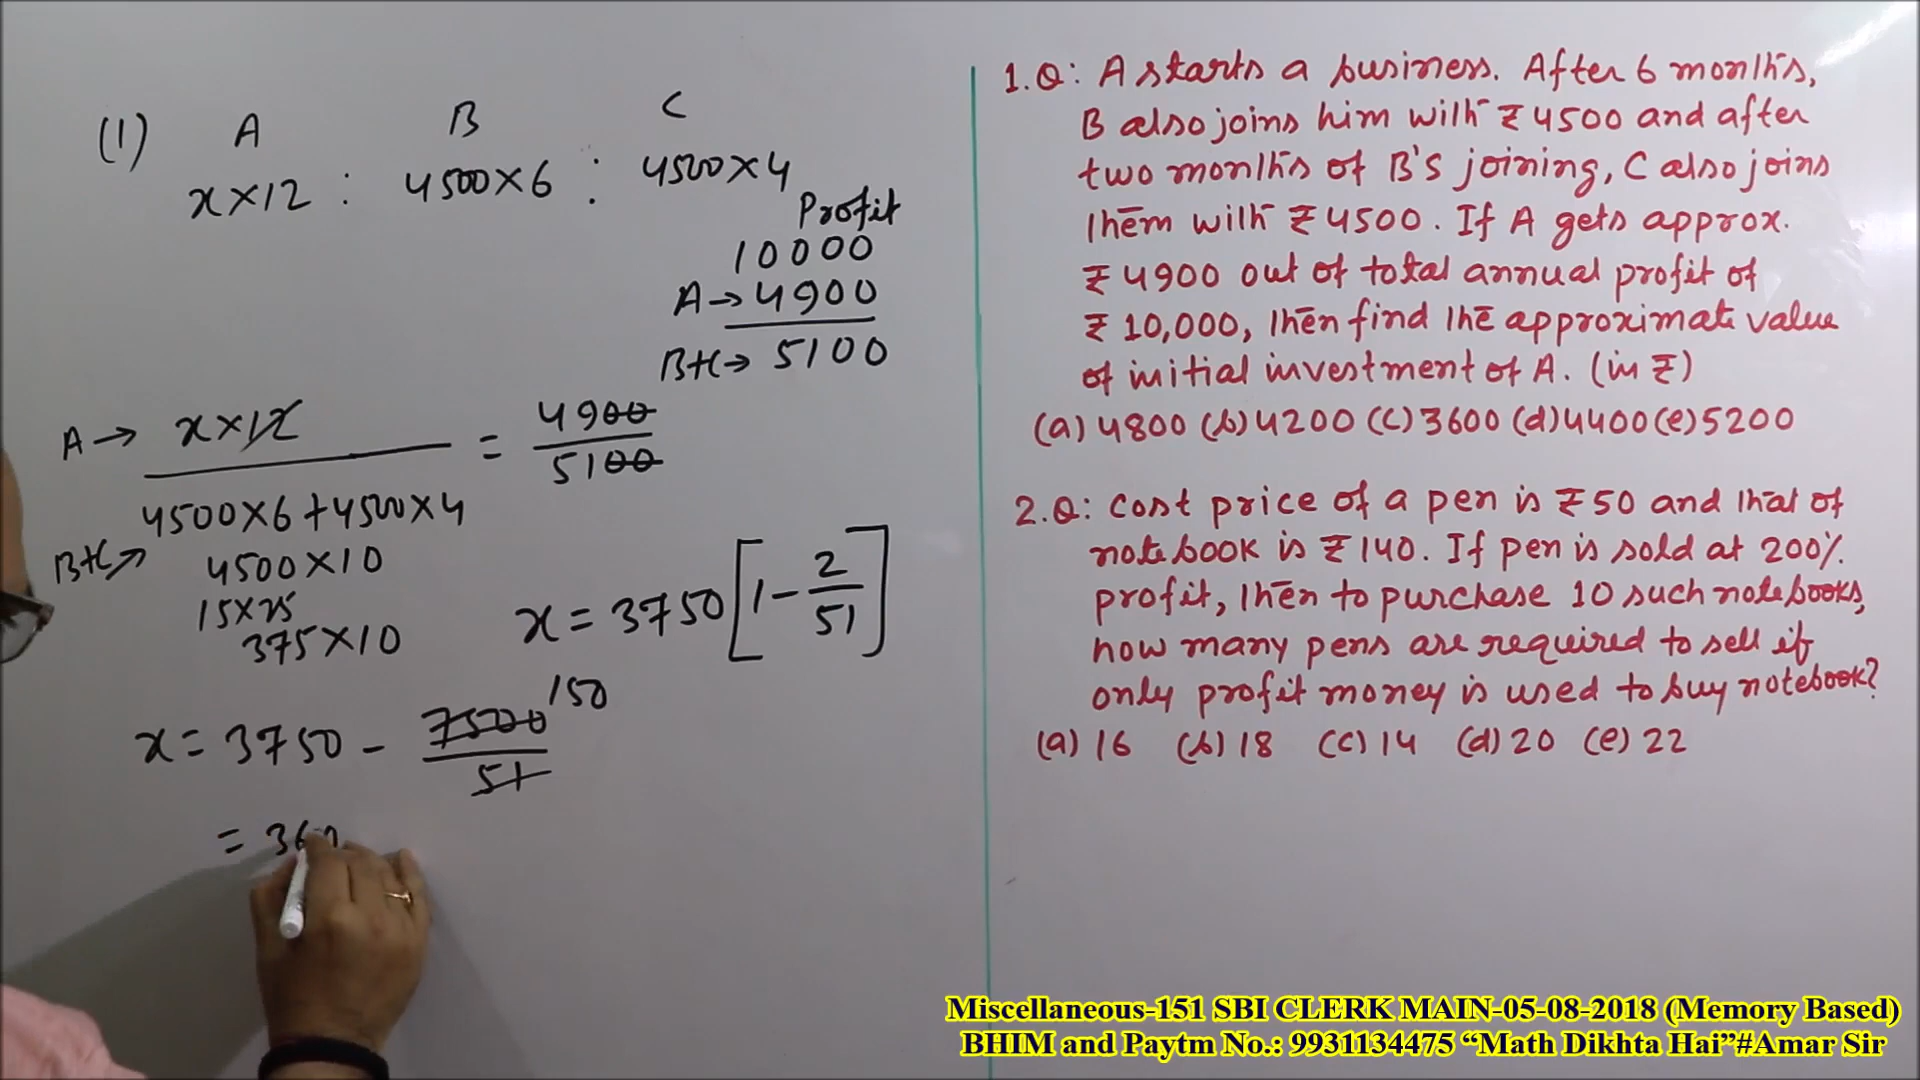 (1) A B C
x×12 : 4500×6 : 4500×4
Profit
10000
A→4900
B+C→ 5100
A→ x×12 = 4900
5100
4500×6+4500×4
B+C→ 4500×10
15×25
375×10
x=3750[1-2/51]
x=3750-7500/51 150
= 360
1.Q: A starts a business. After 6 months,
B also joins him with ₹4500 and after
two months of B's joining, C also joins
them with ₹4500. If A gets approx.
₹4900 out of total annual profit of
₹10,000, then find the approximate value
of initial investment of A. (in ₹)
(a)4800 (b)4200 (c)3600 (d)4400(e)5200
2.Q: cost price of a pen is ₹50 and that of
notebook is ₹140. If pen is sold at 200%
profit, then to purchase 10 such notebooks,
how many pens are required to sell if
only profit money is used to buy notebook?
(a)16 (b)18 (c)14 (d)20 (e)22
Miscellaneous-151 SBI CLERK MAIN-05-08-2018 (Memory Based)
BHIM and Paytm No.: 9931134475 “Math Dikhta Hai”#Amar Sir